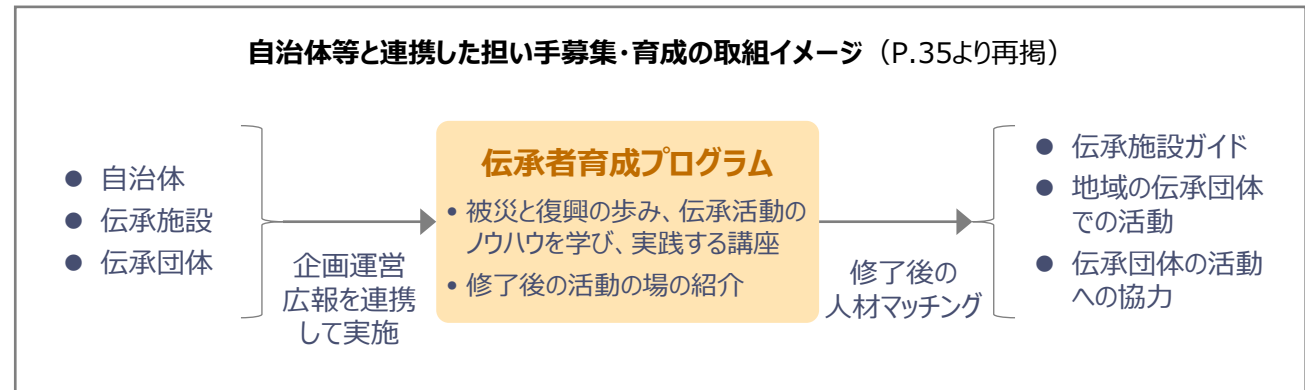 自治体等と連携した担い手募集・育成の取組イメージ（P.35より再掲）
● 自治体
● 伝承施設
● 伝承団体
企画運営
広報を連携
して実施
伝承者育成プログラム
• 被災と復興の歩み、伝承活動の
ノウハウを学び、実践する講座
• 修了後の活動の場の紹介
修了後の
人材マッチング
● 伝承施設ガイド
● 地域の伝承団体
での活動
● 伝承団体の活動
への協力